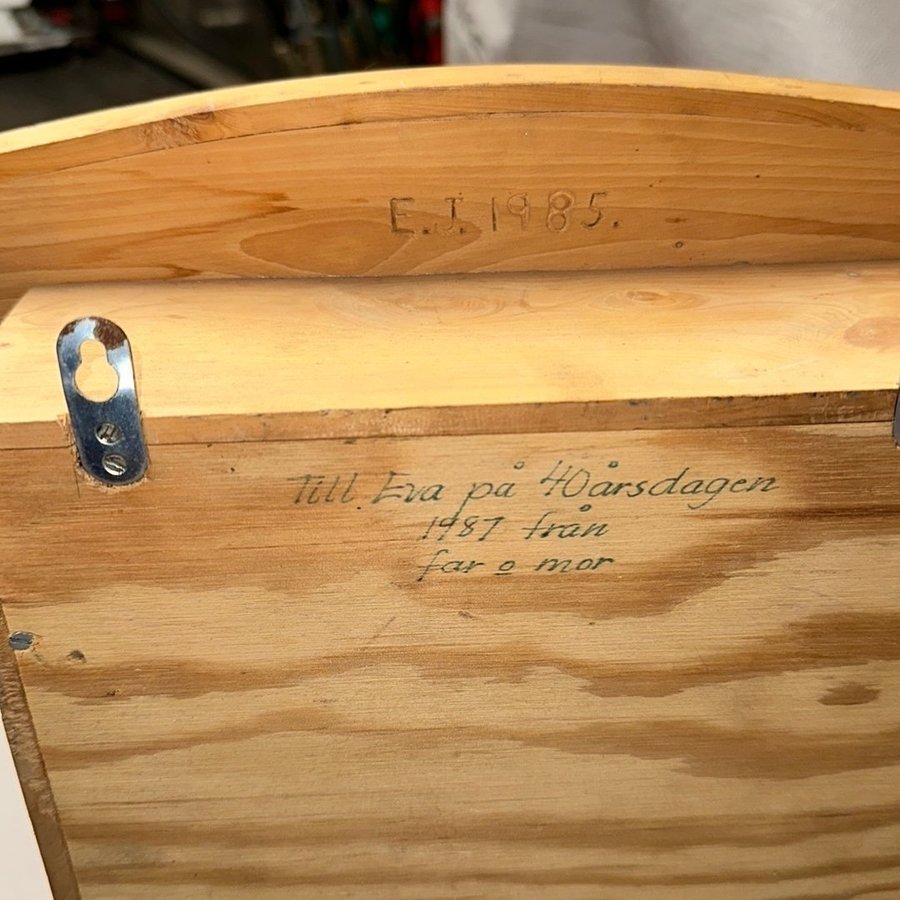 E.J. 1985.
Till Eva på 40årsdagen
1987 från
far o mor